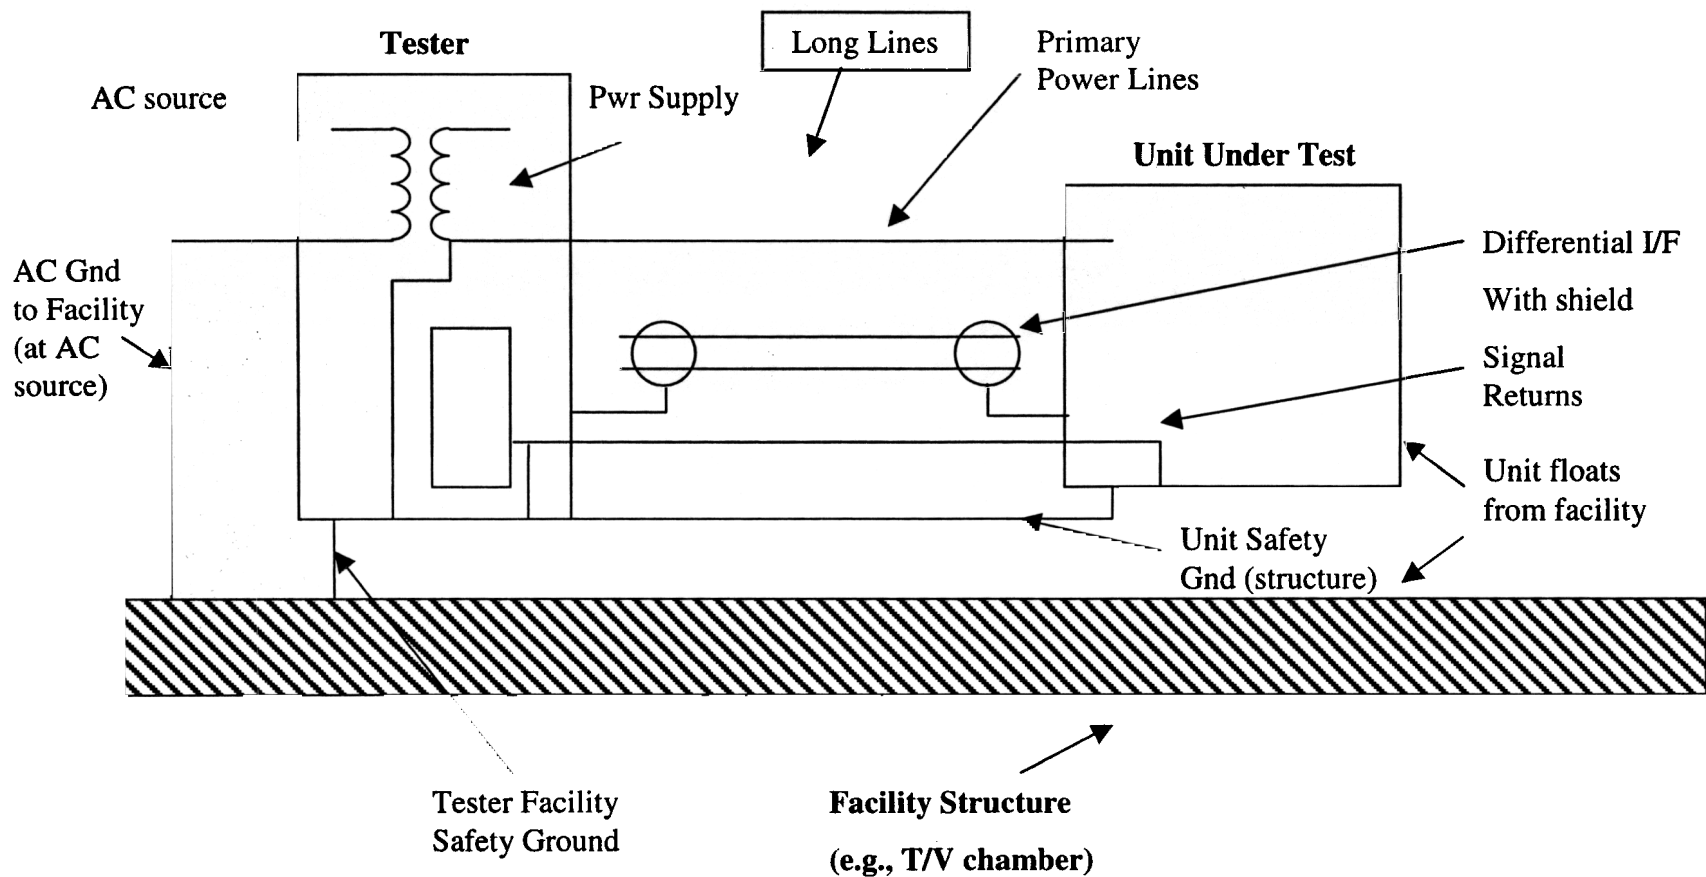 Tester
Long Lines
Primary
Power Lines
AC source
Pwr Supply
Unit Under Test
Differential I/F
With shield
AC Gnd
to Facility
(at AC
source)
Signal
Returns
Unit floats
from facility
Unit Safety
Gnd (structure)
Tester Facility
Safety Ground
Facility Structure
(e.g., T/V chamber)